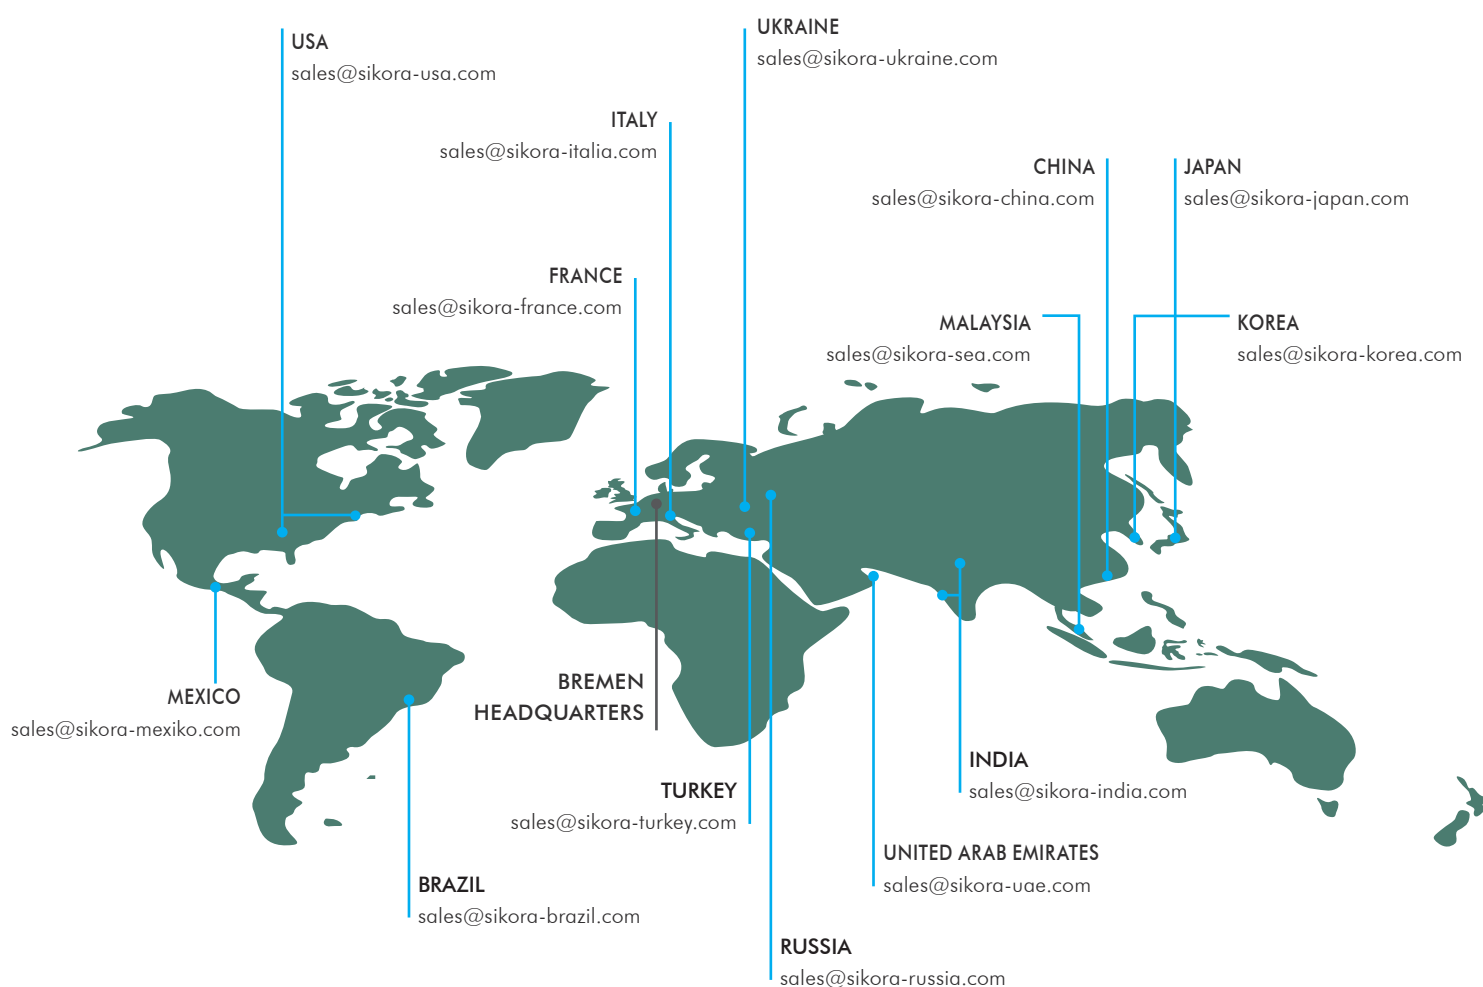 UKRAINE
sales@sikora-ukraine.com
USA
sales@sikora-usa.com
ITALY
sales@sikora-italia.com
CHINA
sales@sikora-china.com
JAPAN
sales@sikora-japan.com
FRANCE
sales@sikora-france.com
MALAYSIA
sales@sikora-sea.com
KOREA
sales@sikora-korea.com
MEXICO
sales@sikora-mexiko.com
BREMEN
HEADQUARTERS
INDIA
sales@sikora-india.com
TURKEY
sales@sikora-turkey.com
UNITED ARAB EMIRATES
sales@sikora-uae.com
BRAZIL
sales@sikora-brazil.com
RUSSIA
sales@sikora-russia.com